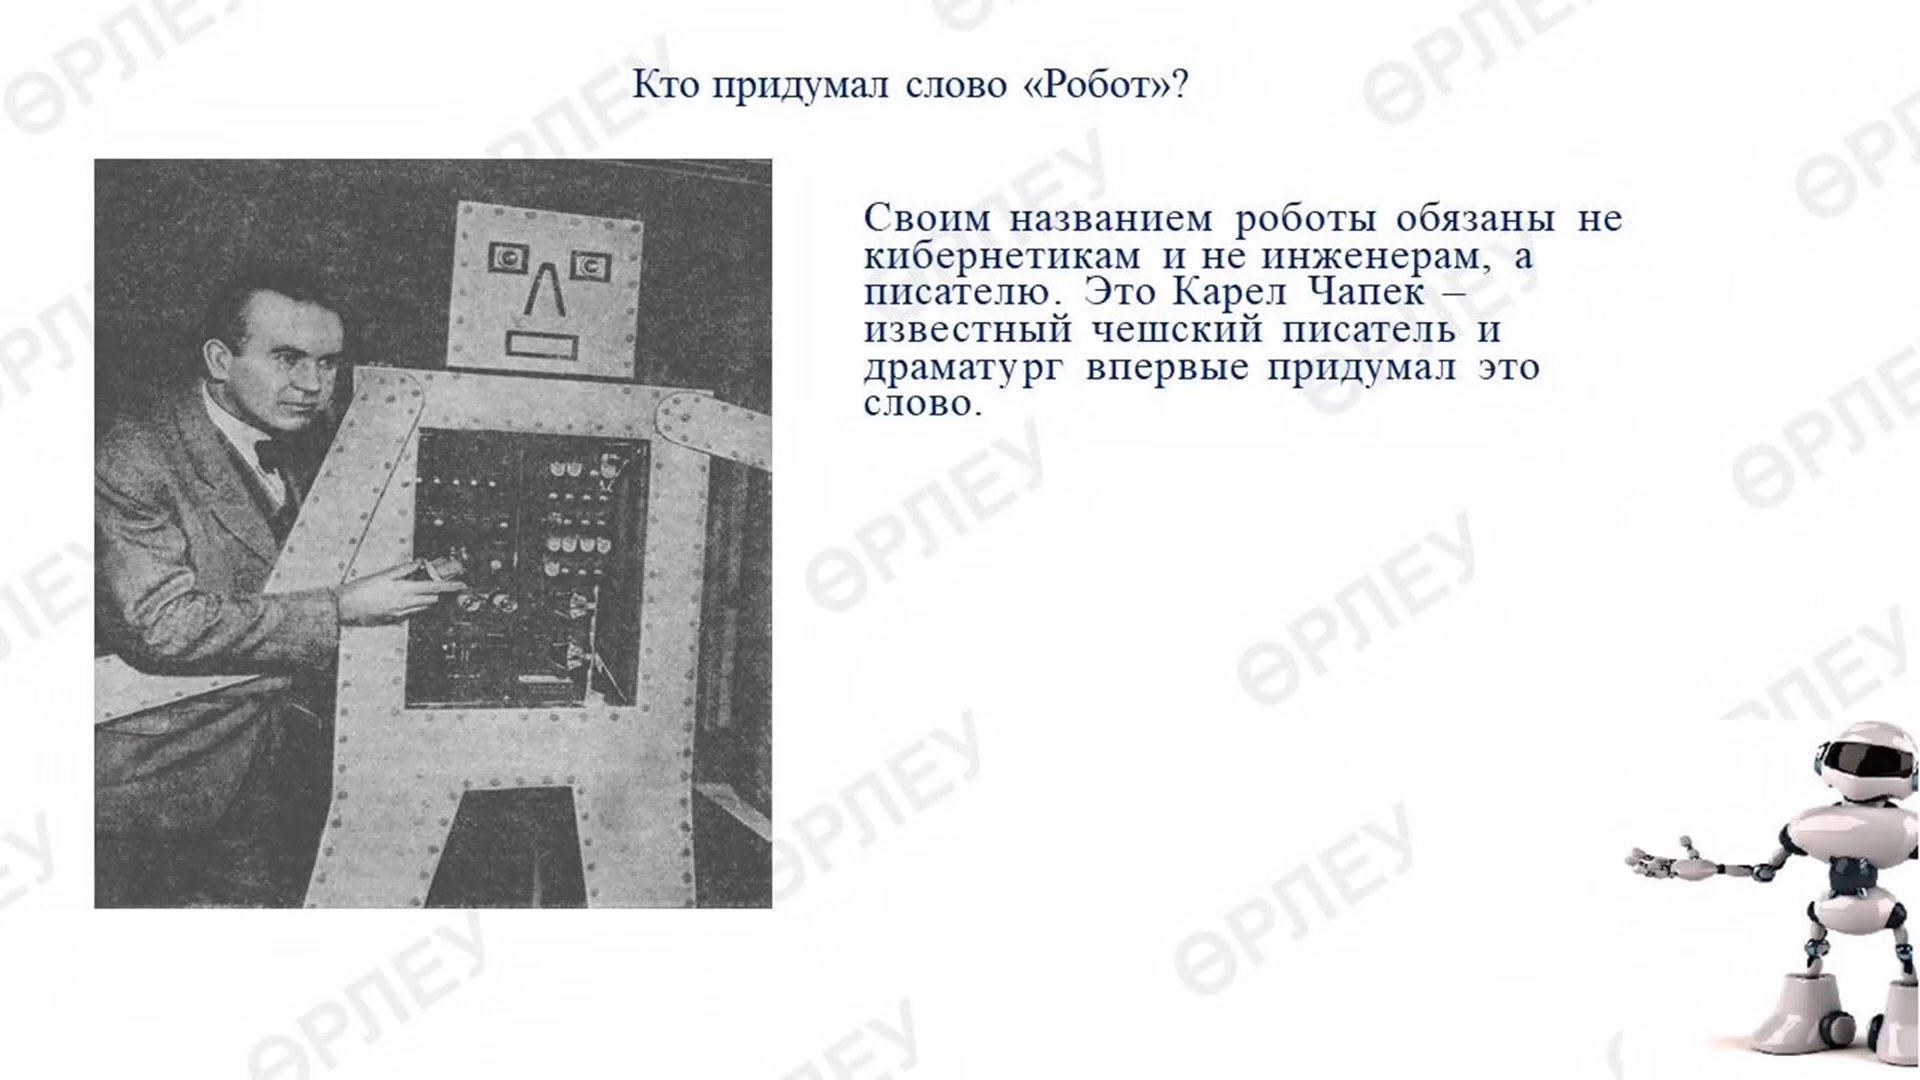 Кто придумал слово «Робот»?
Своим названием роботы обязаны не
кибернетикам и не инженерам, а
писателю. Это Карел Чапек –
известный чешский писатель и
драматург впервые придумал это
слово.
ӨРЛЕУ